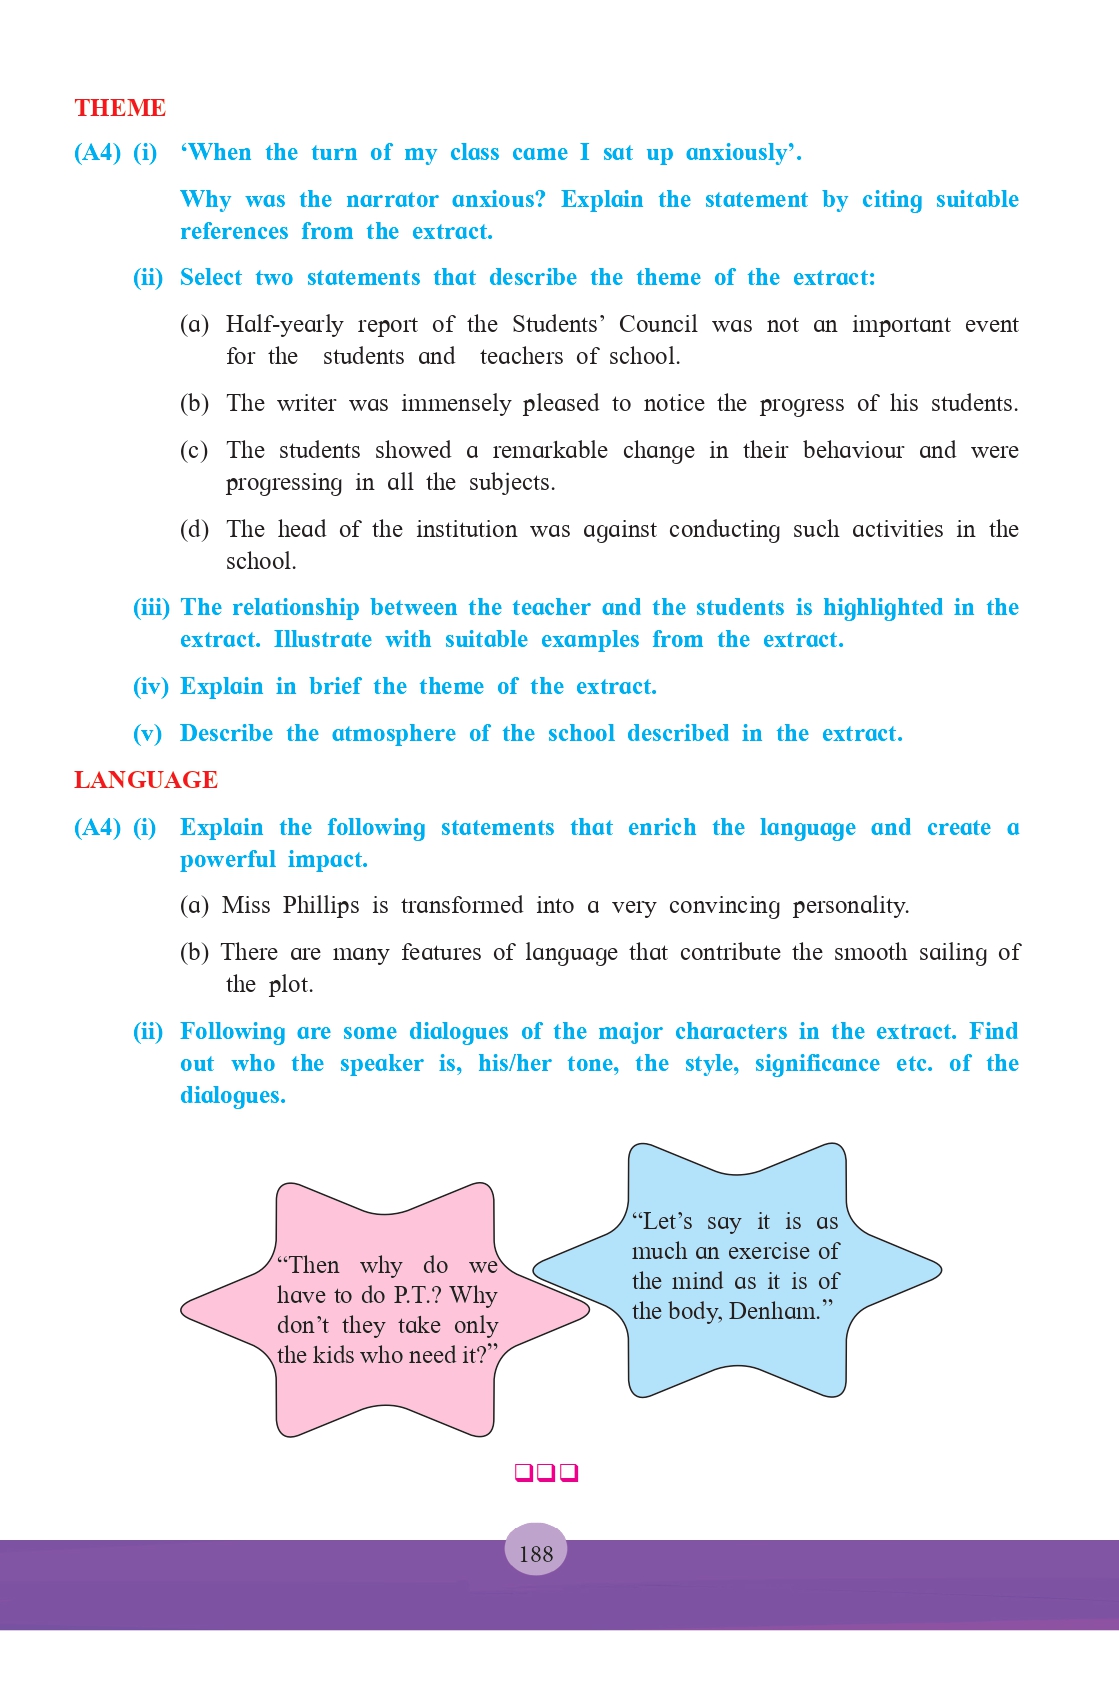 THEME
(A4) (i) ‘When the turn of my class came I sat up anxiously’.
Why was the narrator anxious? Explain the statement by citing suitable
references from the extract.
(ii) Select two statements that describe the theme of the extract:
(a) Half-yearly report of the Students’ Council was not an important event
for the students and teachers of school.
(b) The writer was immensely pleased to notice the progress of his students.
(c) The students showed a remarkable change in their behaviour and were
progressing in all the subjects.
(d) The head of the institution was against conducting such activities in the
school.
(iii) The relationship between the teacher and the students is highlighted in the
extract. Illustrate with suitable examples from the extract.
(iv) Explain in brief the theme of the extract.
(v) Describe the atmosphere of the school described in the extract.
LANGUAGE
(A4) (i) Explain the following statements that enrich the language and create a
powerful impact.
(a) Miss Phillips is transformed into a very convincing personality.
(b) There are many features of language that contribute the smooth sailing of
the plot.
(ii) Following are some dialogues of the major characters in the extract. Find
out who the speaker is, his/her tone, the style, significance etc. of the
dialogues.
“Then why do we
have to do P.T.? Why
don’t they take only
the kids who need it?”
“Let’s say it is as
much an exercise of
the mind as it is of
the body, Denham.”
188